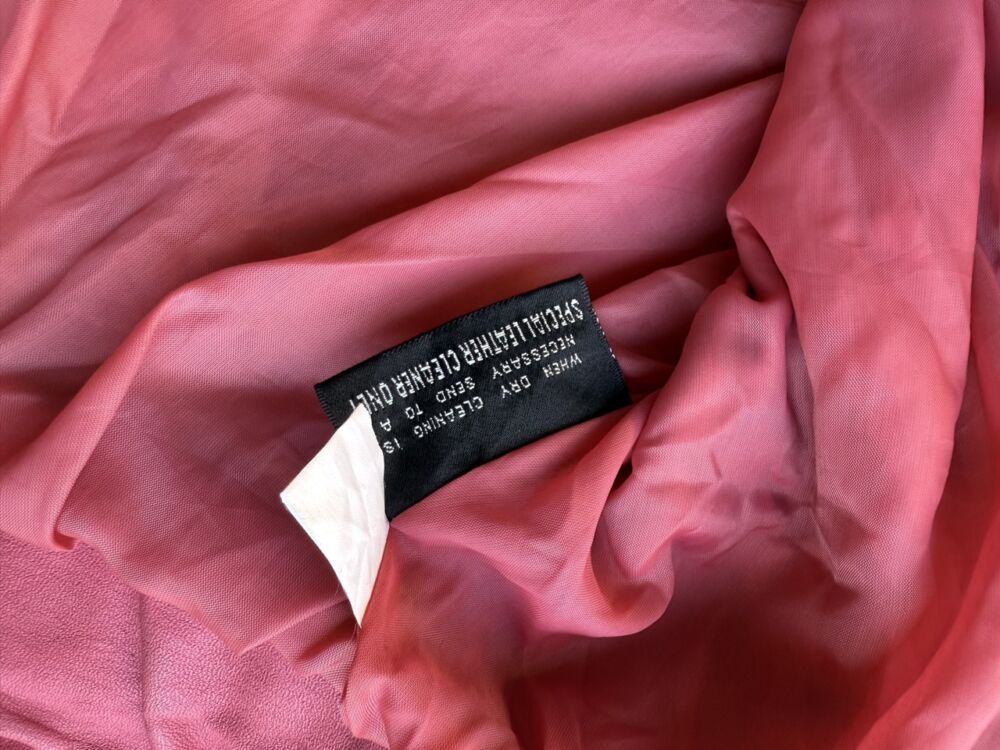 WHEN DRY CLEANING IS
NECESSARY SEND TO A
SPECIAL LEATHER CLEANER ONLY